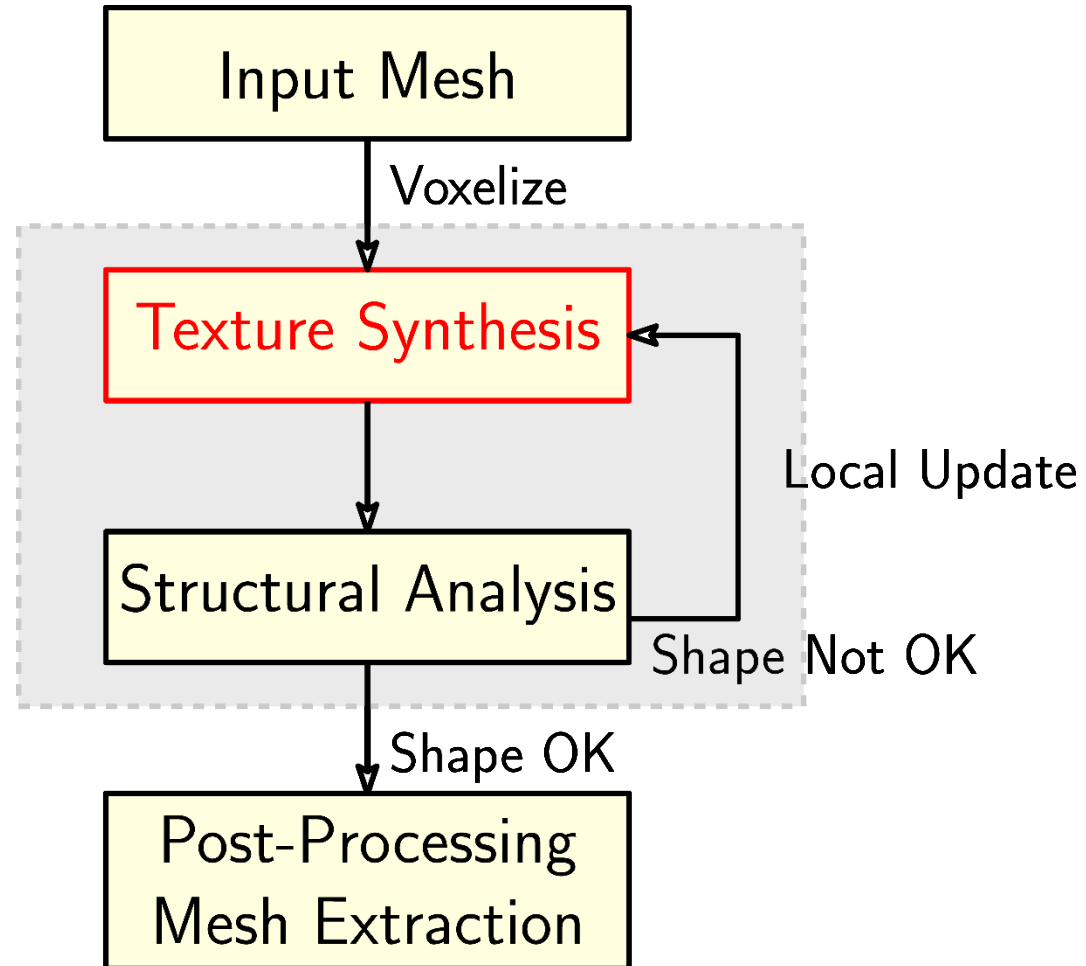 Input Mesh
Voxelize
Texture Synthesis
Local Update
Structural Analysis
Shape Not OK
Shape OK
Post-Processing
Mesh Extraction